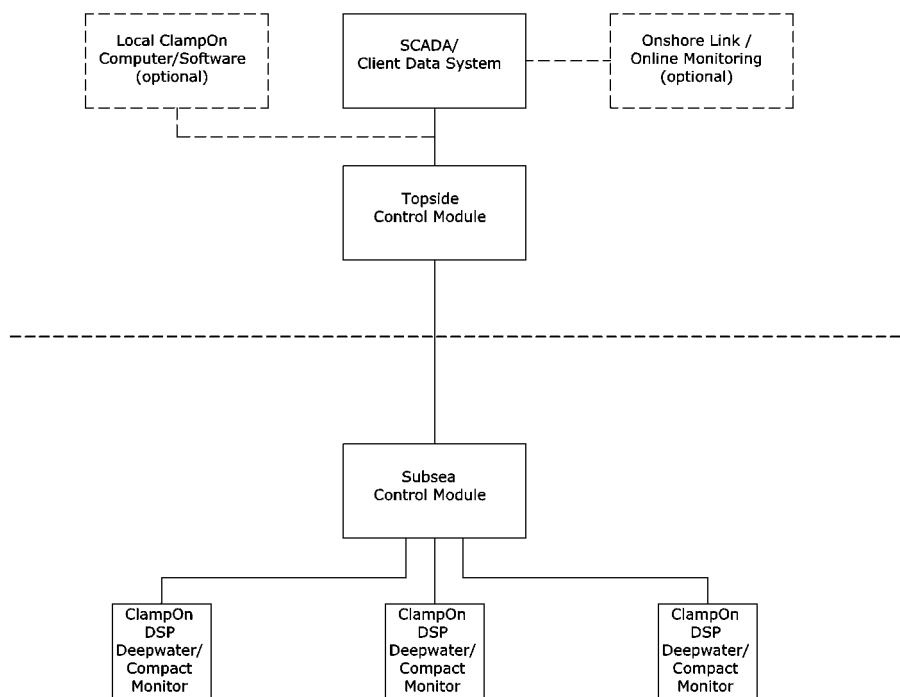 Local ClampOn
Computer/Software
(optional)
SCADA/
Client Data System
Onshore Link /
Online Monitoring
(optional)
Topside
Control Module
Subsea
Control Module
ClampOn
DSP
Deepwater/
Compact
Monitor
ClampOn
DSP
Deepwater/
Compact
Monitor
ClampOn
DSP
Deepwater/
Compact
Monitor